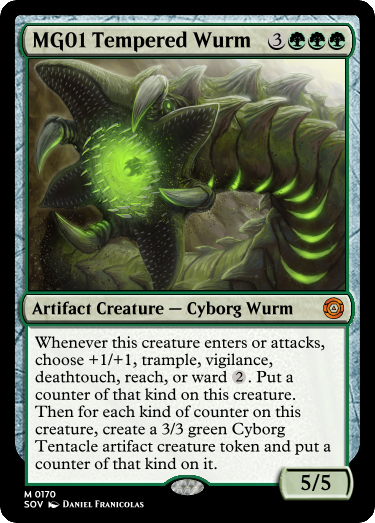 MG01 Tempered Wurm 3
Artifact Creature — Cyborg Wurm
Whenever this creature enters or attacks,
choose +1/+1, trample, vigilance,
deathtouch, reach, or ward 2. Put a
counter of that kind on this creature.
Then for each kind of counter on this
creature, create a 3/3 green Cyborg
Tentacle artifact creature token and put a
counter of that kind on it.
5/5
M 0170
SOV Daniel Franicolas